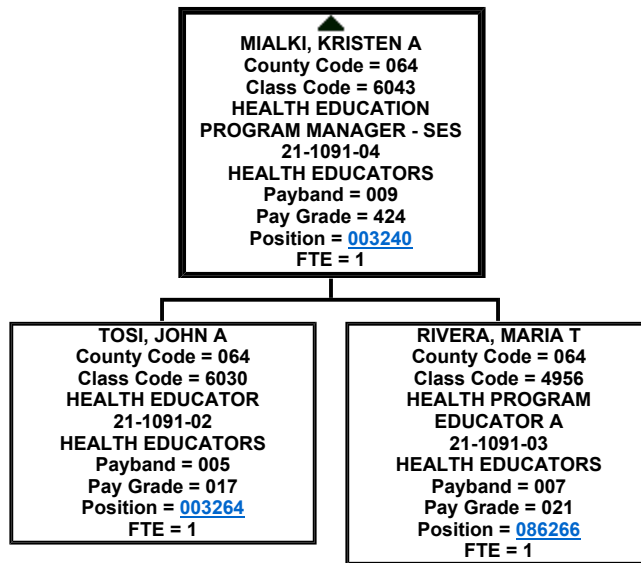 MIALKI, KRISTEN A
County Code = 064
Class Code = 6043
HEALTH EDUCATION
PROGRAM MANAGER - SES
21-1091-04
HEALTH EDUCATORS
Payband = 009
Pay Grade = 424
Position = 003240
FTE = 1
TOSI, JOHN A
County Code = 064
Class Code = 6030
HEALTH EDUCATOR
21-1091-02
HEALTH EDUCATORS
Payband = 005
Pay Grade = 017
Position = 003264
FTE = 1
RIVERA, MARIA T
County Code = 064
Class Code = 4956
HEALTH PROGRAM
EDUCATOR A
21-1091-03
HEALTH EDUCATORS
Payband = 007
Pay Grade = 021
Position = 086266
FTE = 1